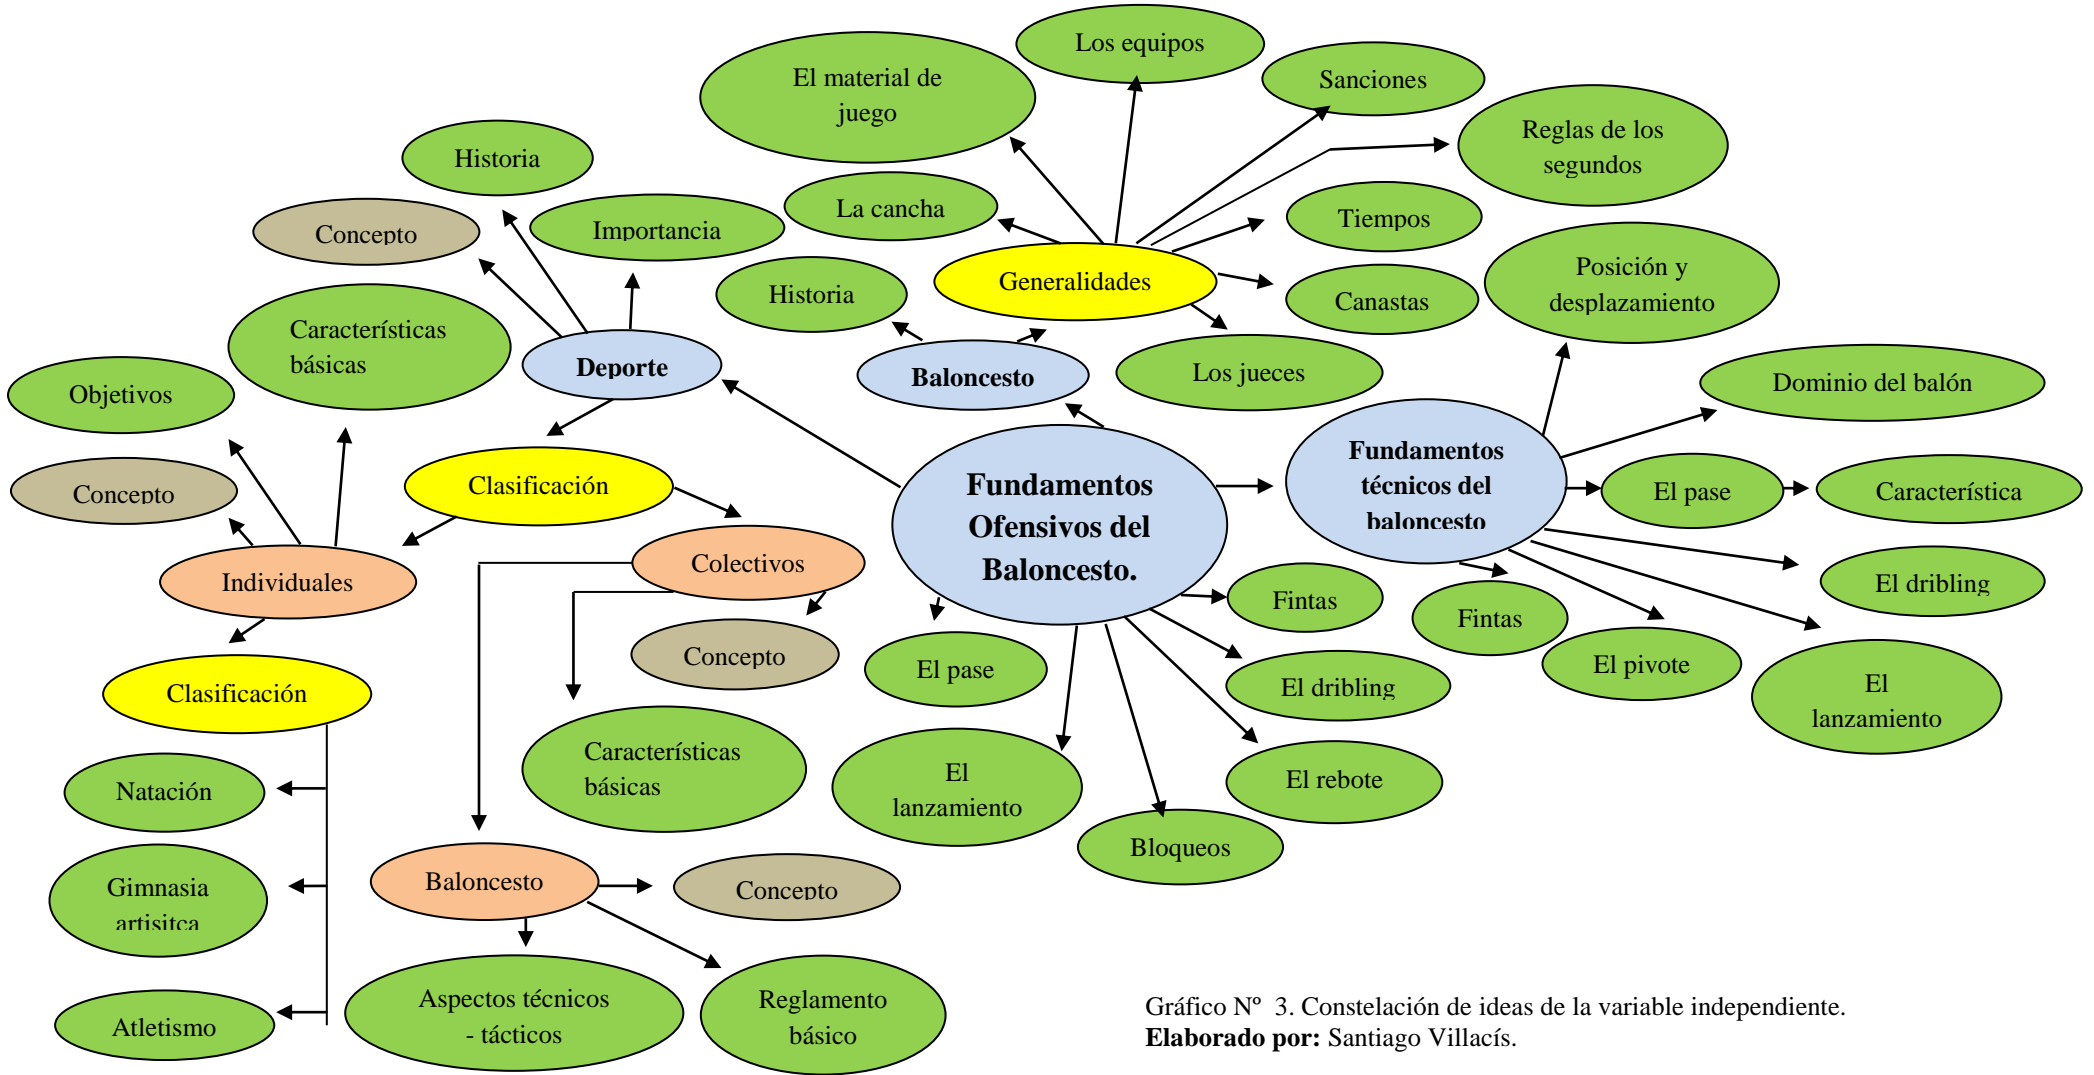 Los equipos
El material de
juego
Sanciones
Reglas de los
segundos
Historia
La cancha
Tiempos
Concepto
Importancia
Generalidades
Posición y
desplazamiento
Historia
Canastas
Características
básicas
Deporte
Baloncesto
Los jueces
Dominio del balón
Objetivos
Clasificación
Fundamentos
Ofensivos del
Baloncesto.
Fundamentos
técnicos del
baloncesto
El pase
Característica
Concepto
Individuales
Colectivos
Fintas
Fintas
El dribling
Concepto
El pase
El dribling
El pivote
El
lanzamiento
Clasificación
Características
básicas
El
lanzamiento
El rebote
Bloqueos
Natación
Gimnasia
artisitca
Atletismo
Baloncesto
Concepto
Aspectos técnicos
- tácticos
Reglamento
básico
Gráfico Nº 3. Constelación de ideas de la variable independiente.
Elaborado por: Santiago Villacís.